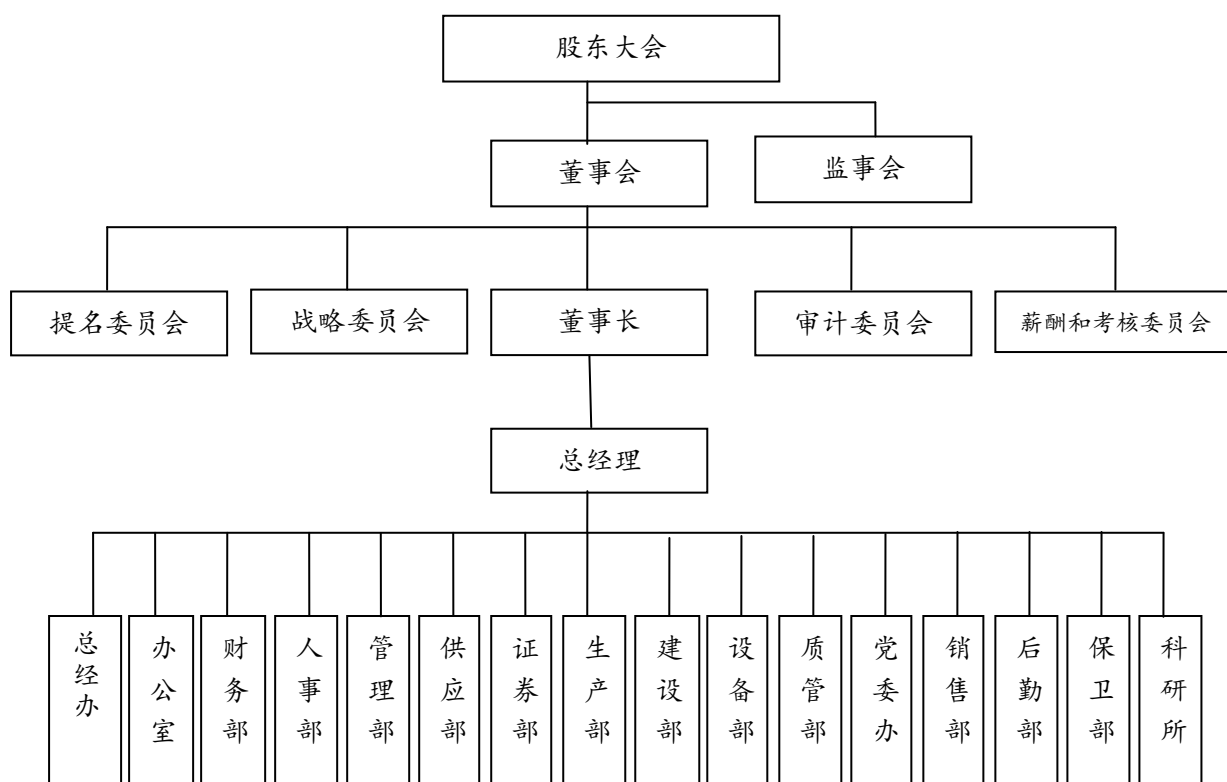 股东大会
董事会
监事会
提名委员会
战略委员会
董事长
审计委员会
薪酬和考核委员会
总经理
总经办
办公室
财务部
人事部
管理部
供应部
证券部
生产部
建设部
设备部
质管部
党委办
销售部
后勤部
保卫部
科研所